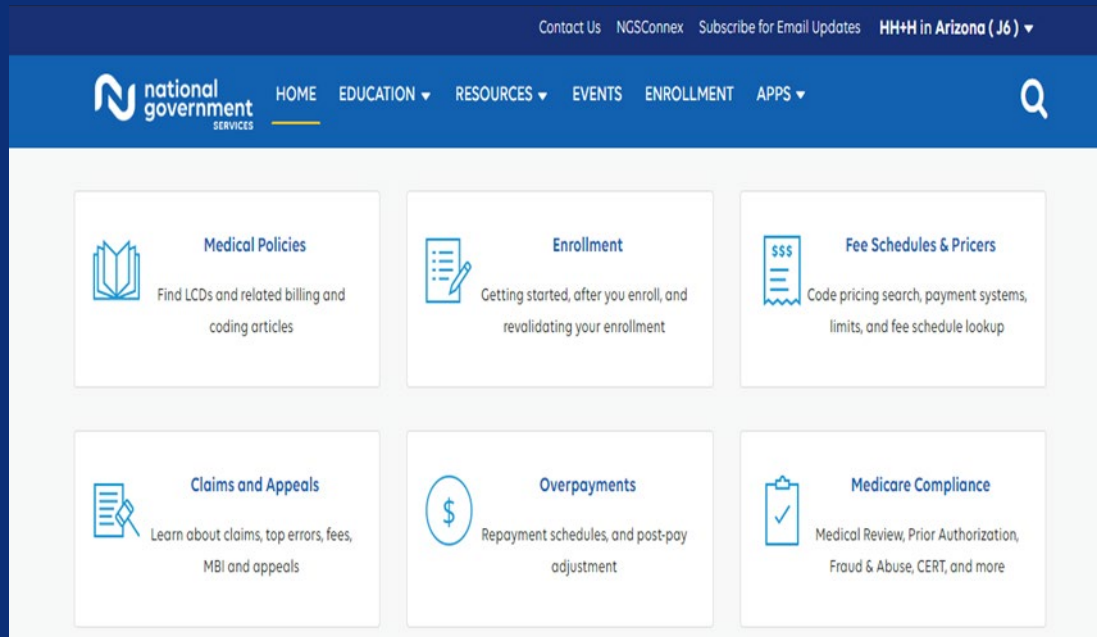 Contact Us NGSConnex Subscribe for Email Updates HH+H in Arizona ( J6 )
national
government
SERVICES
HOME EDUCATION RESOURCES EVENTS ENROLLMENT APPS
Medical Policies
Find LCDs and related billing and
coding articles
Enrollment
Getting started, after you enroll, and
revalidating your enrollment
$$$
Fee Schedules & Pricers
Code pricing search, payment systems,
limits, and fee schedule lookup
Claims and Appeals
Learn about claims, top errors, fees,
MBI and appeals
$
Overpayments
Repayment schedules, and post-pay
adjustment
Medicare Compliance
Medical Review, Prior Authorization,
Fraud & Abuse, CERT, and more